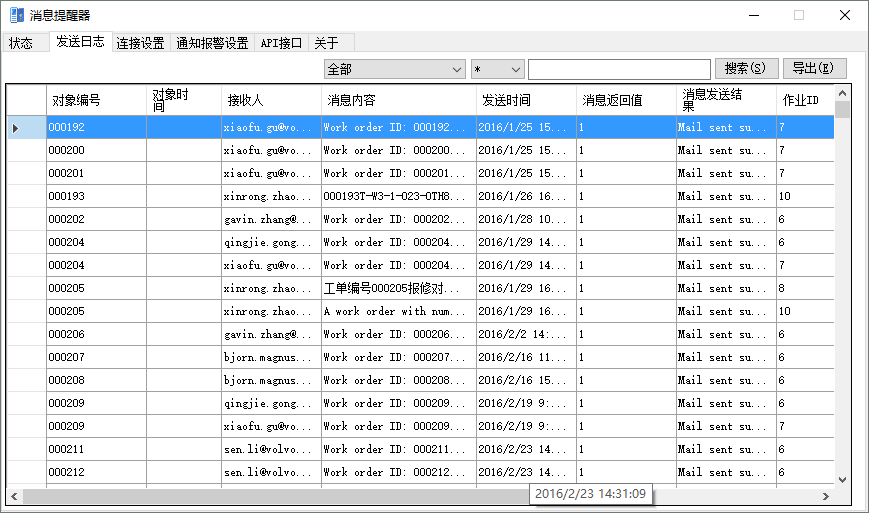 消息提醒器
状态 发送日志 连接设置 通知报警设置 API接口 关于
全部 * 搜索(S) 导出(E)
对象编号 对象时间 接收人 消息内容 发送时间 消息返回值 消息发送结果 作业ID
000192 xiaofu.gu@vo... Work order ID: 000192... 2016/1/25 15... 1 Mail sent su... 7
000200 xiaofu.gu@vo... Work order ID: 000200... 2016/1/25 15... 1 Mail sent su... 7
000201 xiaofu.gu@vo... Work order ID: 000201... 2016/1/25 15... 1 Mail sent su... 7
000193 xinrong.zhao... 000193T-W3-1-023-OTH8... 2016/1/26 16... 1 Mail sent su... 10
000202 gavin.zhang@... Work order ID: 000202... 2016/1/28 10... 1 Mail sent su... 6
000204 qingjie.gong... Work order ID: 000204... 2016/1/29 14... 1 Mail sent su... 6
000204 xiaofu.gu@vo... Work order ID: 000204... 2016/1/29 14... 1 Mail sent su... 7
000205 xinrong.zhao... 工单编号000205报修对... 2016/1/29 16... 1 Mail sent su... 8
000205 xinrong.zhao... A work order with num... 2016/1/29 16... 1 Mail sent su... 10
000206 gavin.zhang@... Work order ID: 000206... 2016/2/2 14:... 1 Mail sent su... 6
000207 bjorn.magnus... Work order ID: 000207... 2016/2/16 11... 1 Mail sent su... 6
000208 bjorn.magnus... Work order ID: 000208... 2016/2/16 15... 1 Mail sent su... 6
000209 qingjie.gong... Work order ID: 000209... 2016/2/19 9:... 1 Mail sent su... 6
000209 xiaofu.gu@vo... Work order ID: 000209... 2016/2/19 9:... 1 Mail sent su... 7
000211 sen.li@volvo... Work order ID: 000211... 2016/2/23 14... 1 Mail sent su... 6
000212 sen.li@volvo... Work order ID: 000212... 2016/2/23 14... 1 Mail sent su... 6
2016/2/23 14:31:09